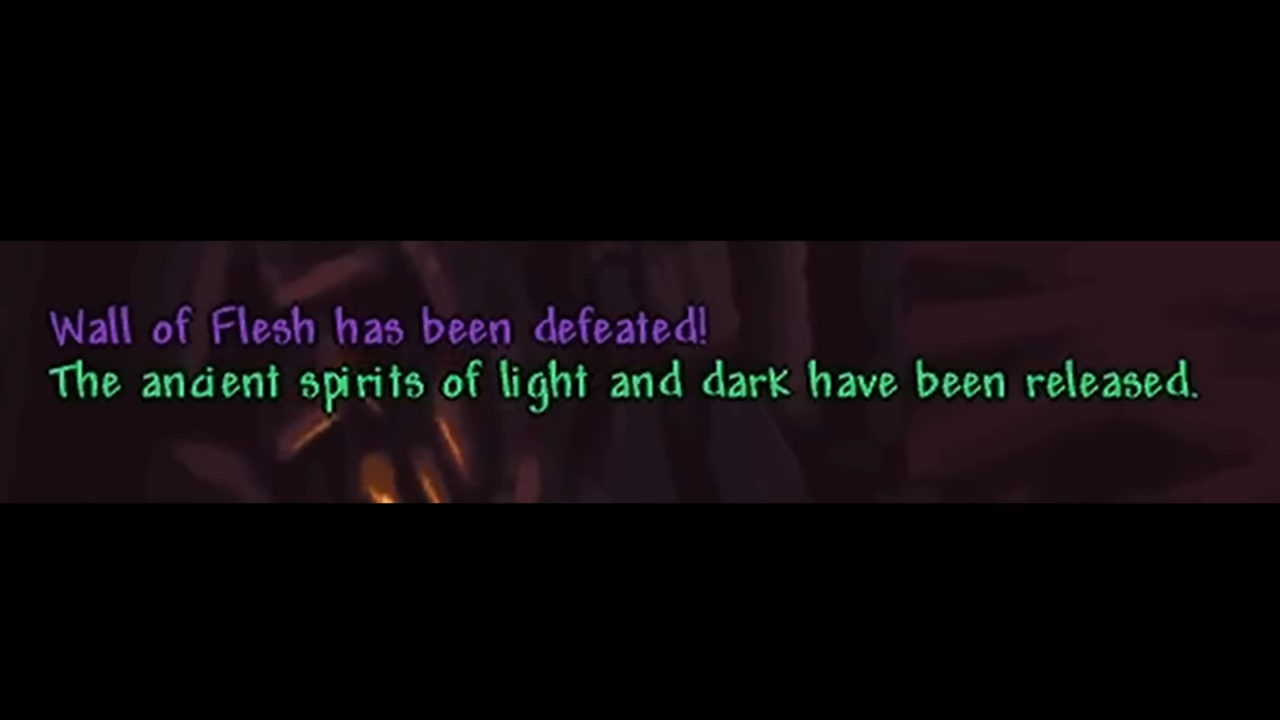 Wall of Flesh has been defeated!
The ancient spirits of light and dark have been released.